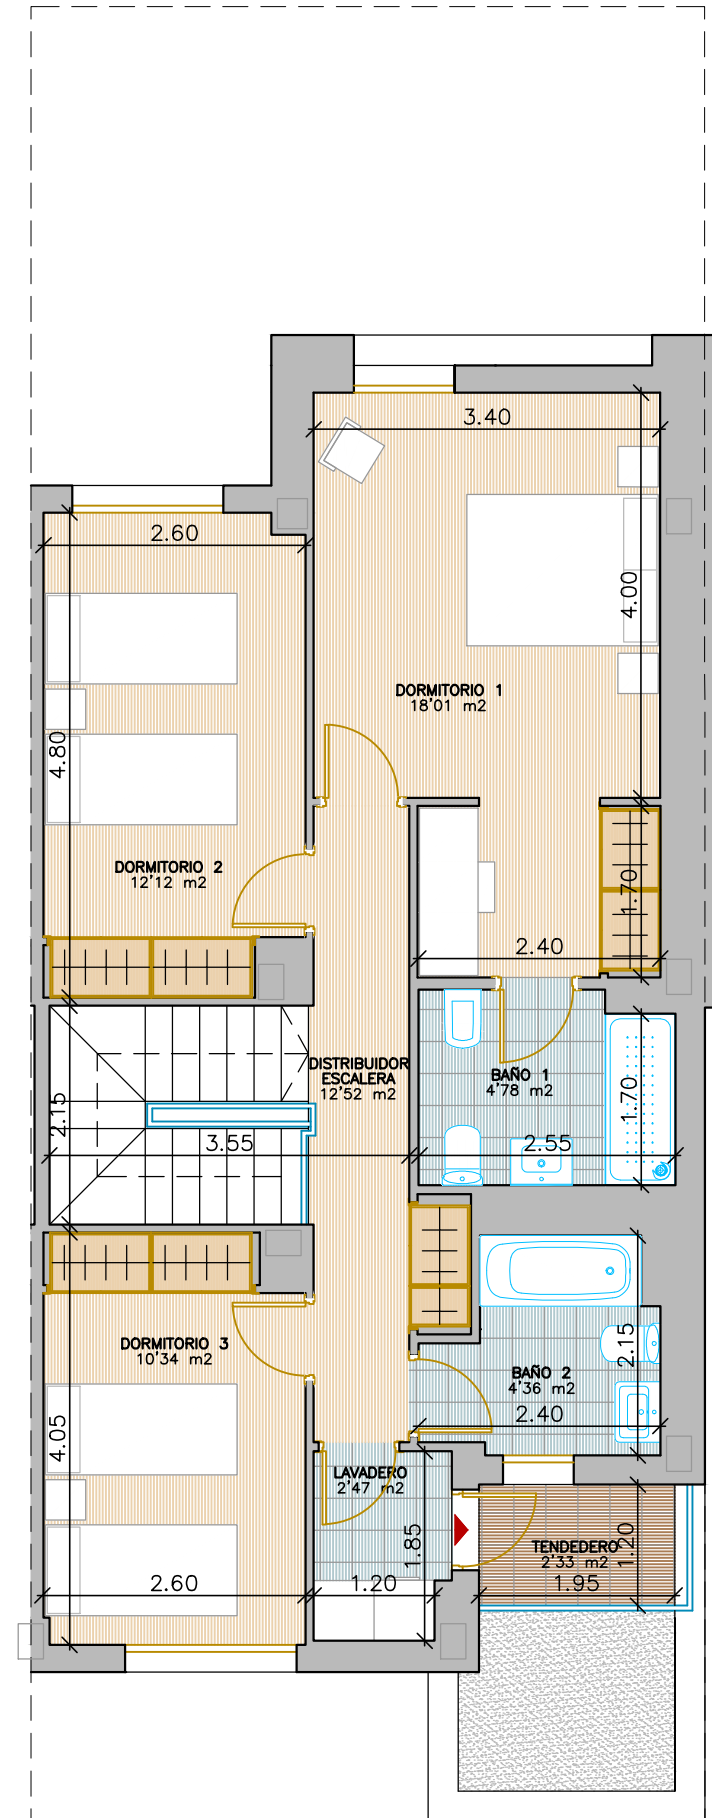 3.40
2.60
4.00
DORMITORIO 1
18'01 m2
4.80
DORMITORIO 2
12'12 m2
1.70
2.40
DISTRIBUIDOR
ESCALERA
12'52 m2
BAÑO 1
4'78 m2
1.70
2.15
3.55
2.55
DORMITORIO 3
10'34 m2
2.15
BAÑO 2
4'36 m2
2.40
4.05
LAVADERO
2'47 m2
1.85
TENDEDERO
2'33 m2
1.20
2.60
1.20
1.95